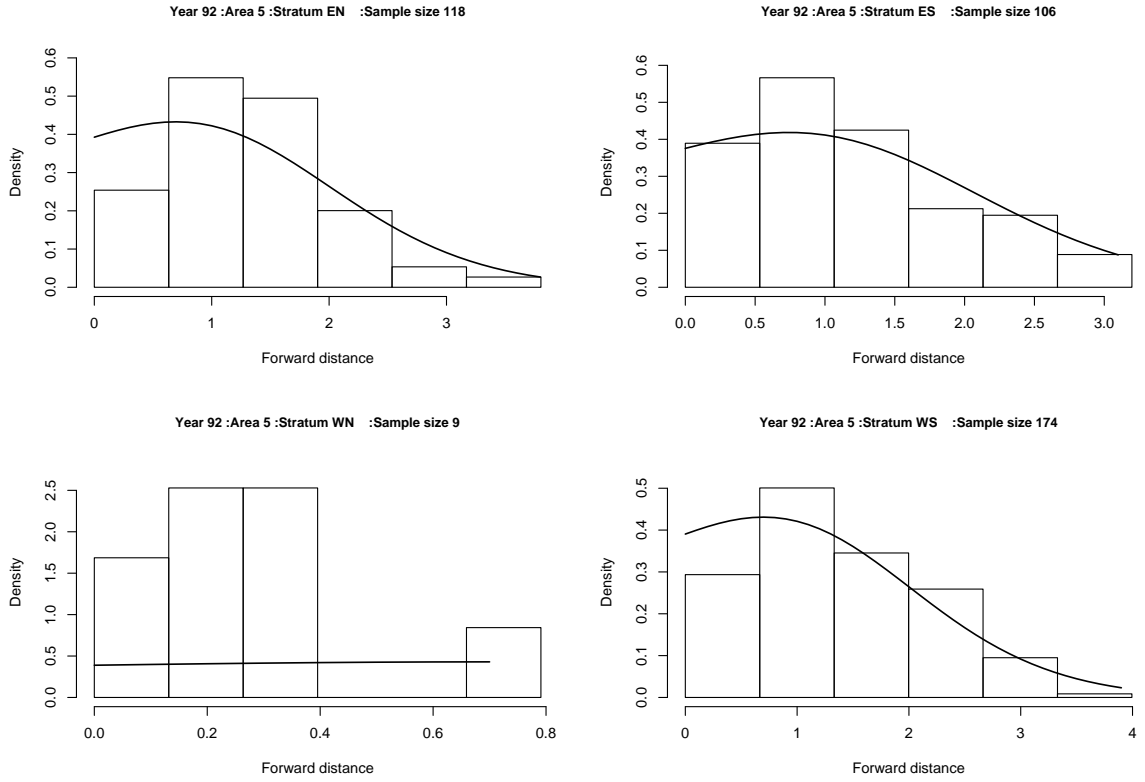 Year 92 :Area 5 :Stratum EN :Sample size 118
Density
0.0 0.1 0.2 0.3 0.4 0.5 0.6
0 1 2 3
Forward distance
Year 92 :Area 5 :Stratum ES :Sample size 106
Density
0.0 0.1 0.2 0.3 0.4 0.5 0.6
0.0 0.5 1.0 1.5 2.0 2.5 3.0
Forward distance
Year 92 :Area 5 :Stratum WN :Sample size 9
Density
0.0 0.5 1.0 1.5 2.0 2.5
0.0 0.2 0.4 0.6 0.8
Forward distance
Year 92 :Area 5 :Stratum WS :Sample size 174
Density
0.0 0.1 0.2 0.3 0.4 0.5
0 1 2 3 4
Forward distance